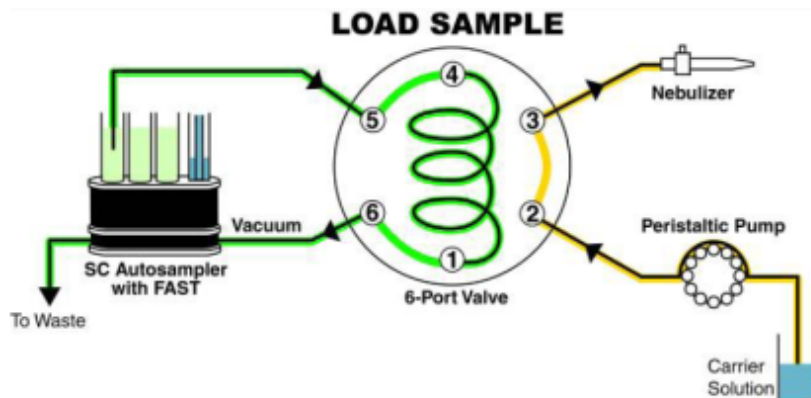 LOAD SAMPLE
4
5
3
Nebulizer
6
2
Vacuum
Peristaltic Pump
1
SC Autosampler
with FAST
6-Port Valve
To Waste
Carrier
Solution